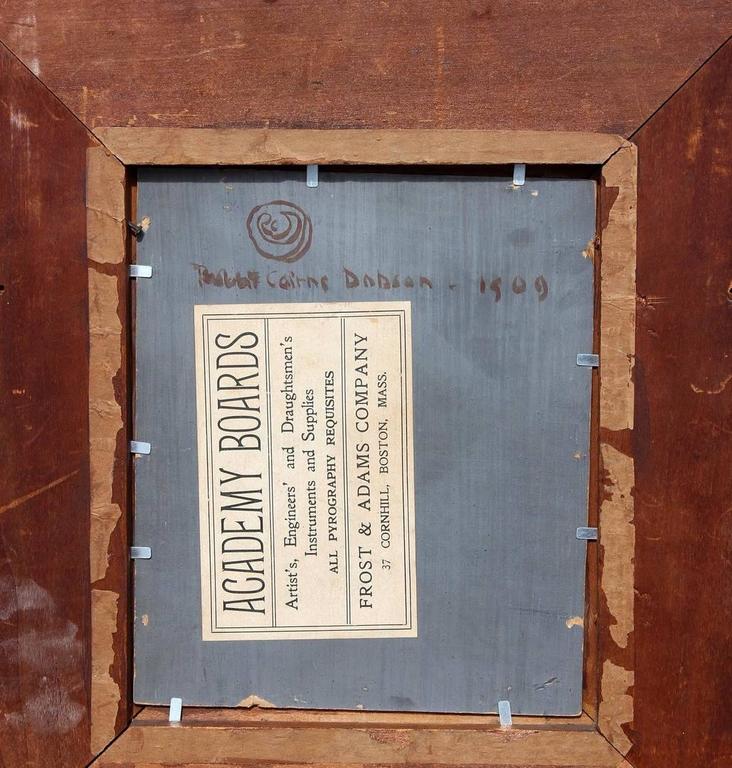 Cairns Dodson - 1909
ACADEMY BOARDS
Artist's, Engineers' and Draughtsmen's
Instruments and Supplies
ALL PYROGRAPHY REQUISITES
FROST & ADAMS COMPANY
37 CORNHILL, BOSTON, MASS.